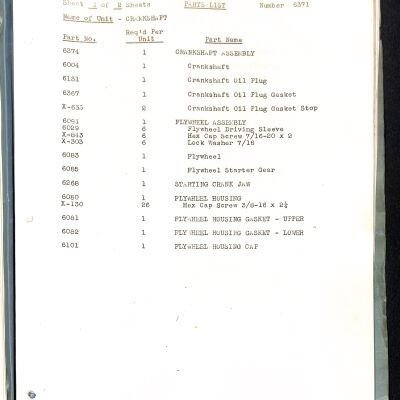 Sheet 1 of 2 Sheets PARTS LIST Number 6371
Name of Unit - CRANKSHAFT
Part No. Req'd Per Unit Part Name
6374 1 CRANKSHAFT ASSEMBLY
6004 1 Crankshaft
6131 1 Crankshaft Oil Plug
6367 1 Crankshaft Oil Plug Gasket
X-635 2 Crankshaft Oil Plug Gasket Stop
1 FLYWHEEL ASSEMBLY
6029 6 Flywheel Driving Sleeve
X-843 6 Hex Cap Screw 7/16-20 x 2
X-303 6 Lock Washer 7/16
6083 1 Flywheel
6085 1 Flywheel Starter Gear
6268 1 STARTING CRANK JAW
6080 1 FLYWHEEL HOUSING
X-130 26 Hex Cap Screw 3/8-16 x 2¼
6081 1 FLYWHEEL HOUSING GASKET - UPPER
6082 1 FLYWHEEL HOUSING GASKET - LOWER
6101 1 FLYWHEEL HOUSING CAP